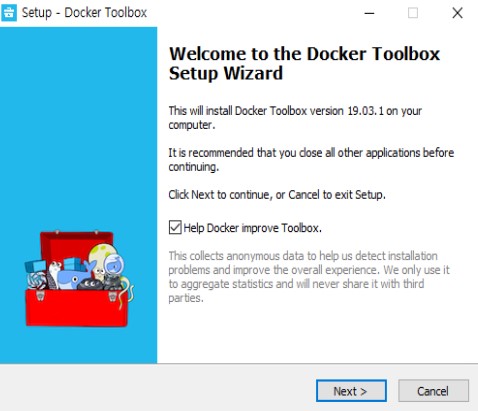 Setup - Docker Toolbox
Welcome to the Docker Toolbox
Setup Wizard
This will install Docker Toolbox version 19.03.1 on your
computer.
It is recommended that you close all other applications before
continuing.
Click Next to continue, or Cancel to exit Setup.
Help Docker improve Toolbox.
This collects anonymous data to help us detect installation
problems and improve the overall experience. We only use it
to aggregate statistics and will never share it with third
parties.
Next >
Cancel